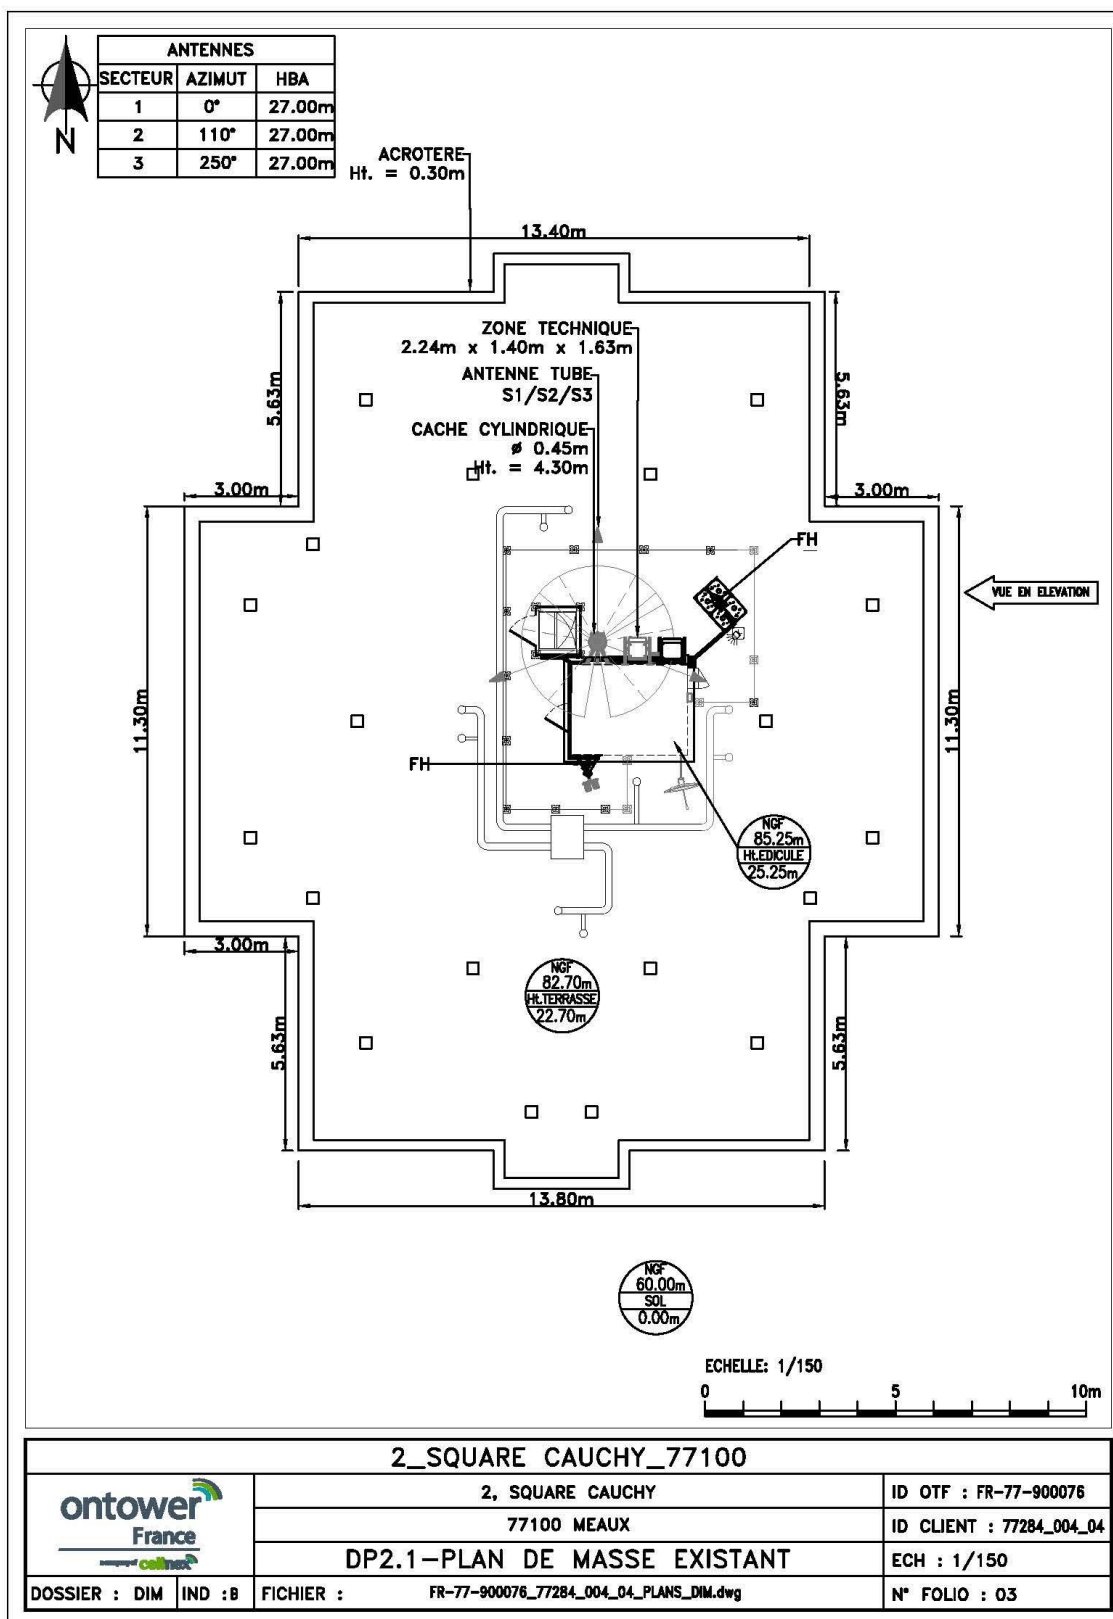 ANTENNES
SECTEUR AZIMUT HBA
1 0° 27.00m
2 110° 27.00m
3 250° 27.00m
N
ACROTERE
Ht. = 0.30m
13.40m
ZONE TECHNIQUE
2.24m x 1.40m x 1.63m
ANTENNE TUBE
S1/S2/S3
CACHE CYLINDRIQUE
ø 0.45m
Ht. = 4.30m
5.63m
5.63m
3.00m
3.00m
FH
VUE EN ELEVATION
11.30m
11.30m
FH
NGF
85.25m
Ht.EDICULE
25.25m
3.00m
NGF
82.70m
Ht.TERRASSE
22.70m
5.63m
5.63m
13.80m
NGF
60.00m
SOL
0.00m
ECHELLE: 1/150
0 5 10m
2_SQUARE CAUCHY_77100
ontower
France
cellnex
2, SQUARE CAUCHY
ID OTF : FR-77-900076
77100 MEAUX
ID CLIENT : 77284_004_04
DP2.1-PLAN DE MASSE EXISTANT
ECH : 1/150
DOSSIER : DIM IND :B FICHIER : FR-77-900076_77284_004_04_PLANS_DIM.dwg N° FOLIO : 03